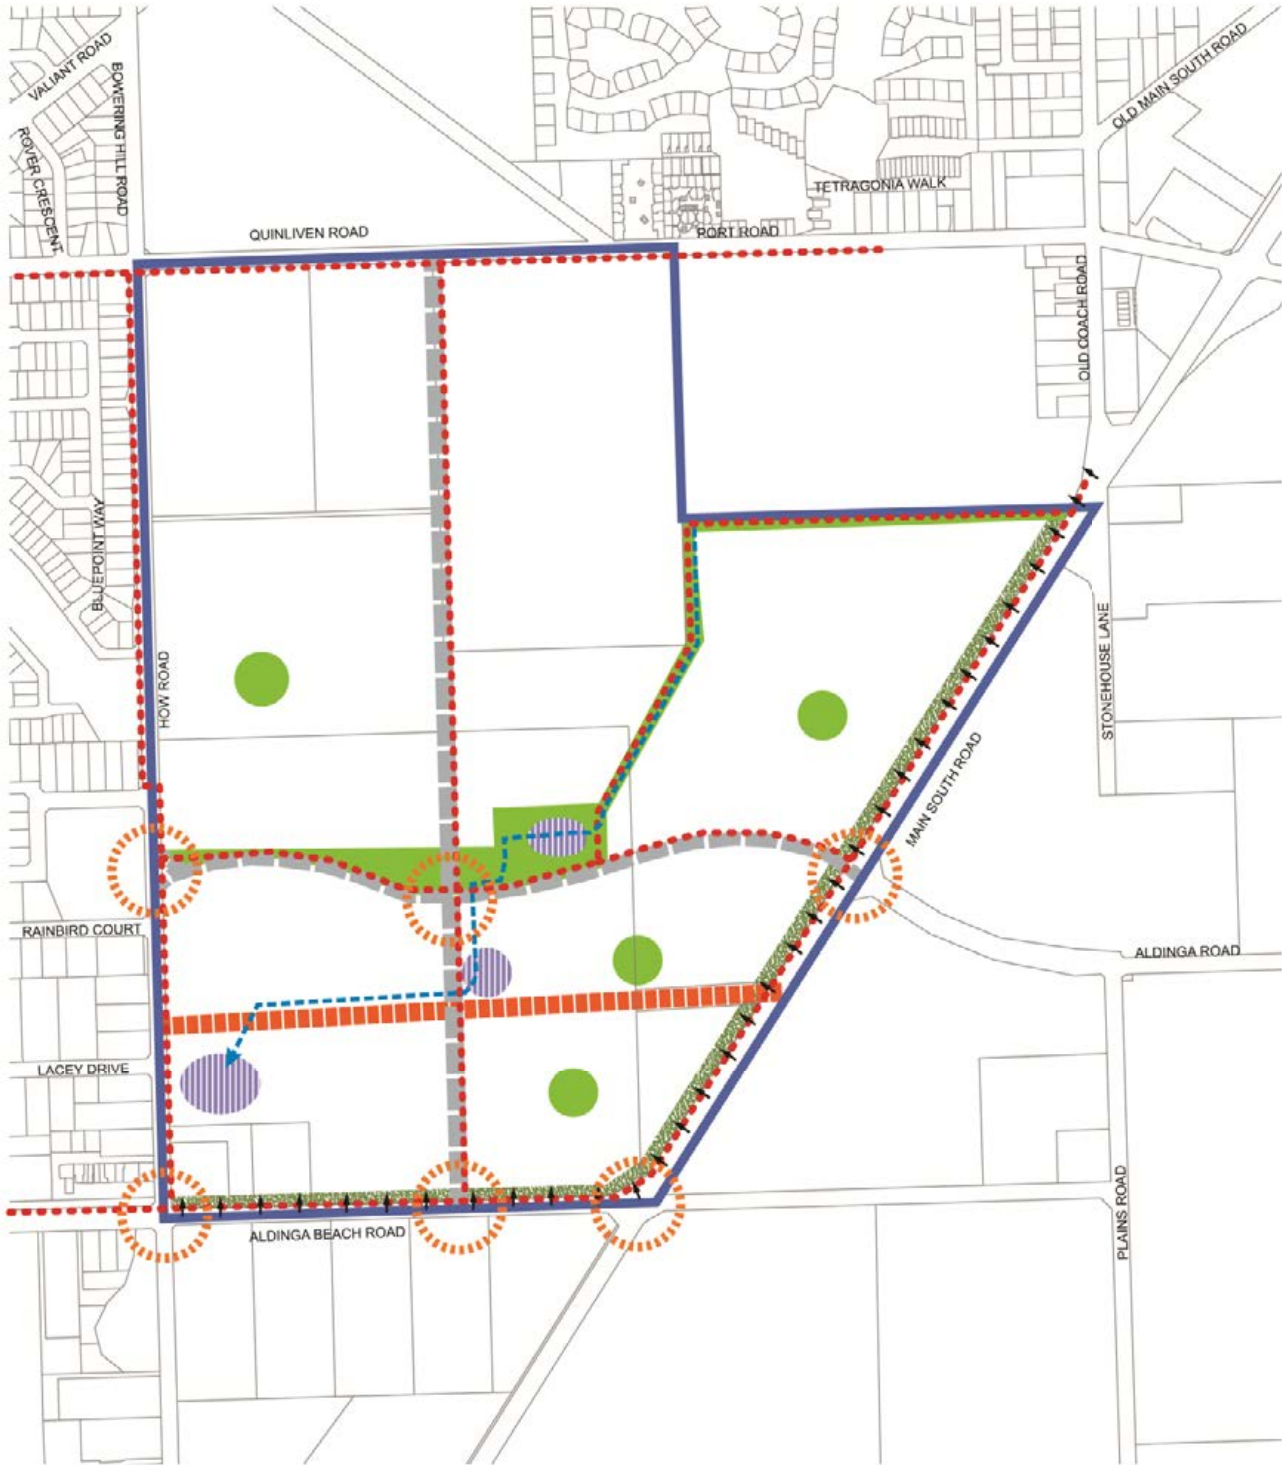 VALIANT ROAD
BOWERING HILL ROAD
ROVER CRESCENT
OLD MAIN SOUTH ROAD
TETRAGONIA WALK
QUINLIVEN ROAD
PORT ROAD
OLD COACH ROAD
BLUEPOINT WAY
HOW ROAD
STONEHOUSE LANE
MAIN SOUTH ROAD
RAINBIRD COURT
ALDINGA ROAD
LACEY DRIVE
PLAINS ROAD
ALDINGA BEACH ROAD